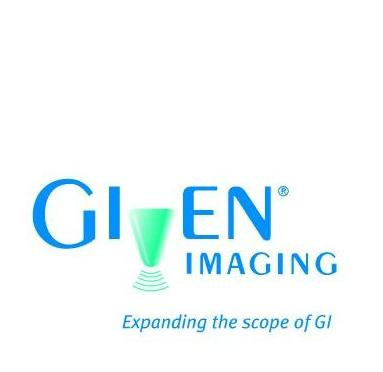 GIVEN®
IMAGING
Expanding the scope of GI